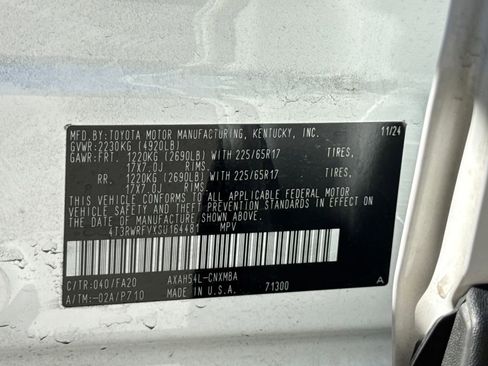 MFD.BY: TOYOTA MOTOR MANUFACTURING, KENTUCKY, INC. 11/24
GVWR: 2230KG (4920LB)
GAWR: FRT. 1220KG (2690LB) WITH 225/65R17 TIRES,
17X7.0J RIMS,
RR. 1220KG (2690LB) WITH 225/65R17 TIRES,
17X7.0J RIMS,
THIS VEHICLE CONFORMS TO ALL APPLICABLE FEDERAL MOTOR
VEHICLE SAFETY AND THEFT PREVENTION STANDARDS IN EFFECT ON
THE DATE OF MANUFACTURE SHOWN ABOVE.
4T3RWRFVXSU164481 MPV
C/TR: 040/FA20 AXAH54L-CNXMBA
A/TM: -02A/P710 MADE IN U.S.A. 71300 A